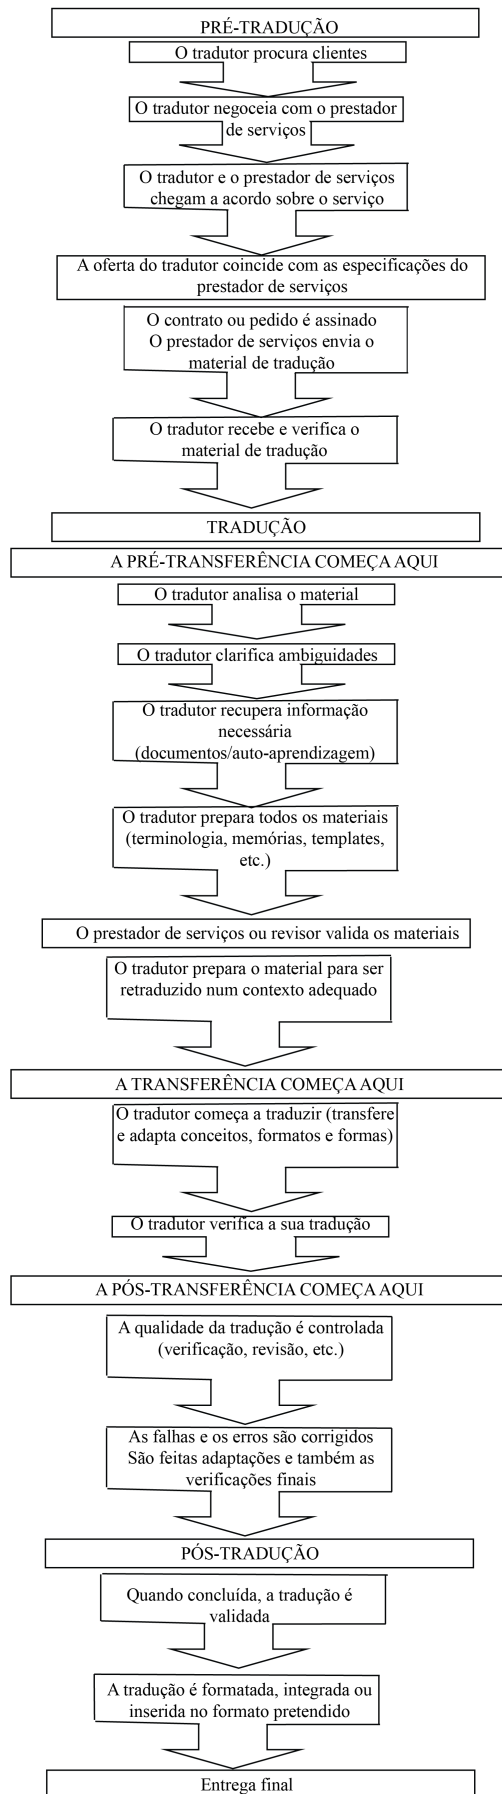 PRÉ-TRADUÇÃO
O tradutor procura clientes
O tradutor negoceia com o prestador
de serviços
O tradutor e o prestador de serviços
chegam a acordo sobre o serviço
A oferta do tradutor coincide com as especificações do
prestador de serviços
O contrato ou pedido é assinado
O prestador de serviços envia o
material de tradução
O tradutor recebe e verifica o
material de tradução
TRADUÇÃO
A PRÉ-TRANSFERÊNCIA COMEÇA AQUI
O tradutor analisa o material
O tradutor clarifica ambiguidades
O tradutor recupera informação
necessária
(documentos/auto-aprendizagem)
O tradutor prepara todos os materiais
(terminologia, memórias, templates,
etc.)
O prestador de serviços ou revisor valida os materiais
O tradutor prepara o material para ser
retraduzido num contexto adequado
A TRANSFERÊNCIA COMEÇA AQUI
O tradutor começa a traduzir (transfere
e adapta conceitos, formatos e formas)
O tradutor verifica a sua tradução
A PÓS-TRANSFERÊNCIA COMEÇA AQUI
A qualidade da tradução é controlada
(verificação, revisão, etc.)
As falhas e os erros são corrigidos
São feitas adaptações e também as
verificações finais
PÓS-TRADUÇÃO
Quando concluída, a tradução é
validada
A tradução é formatada, integrada ou
inserida no formato pretendido
Entrega final